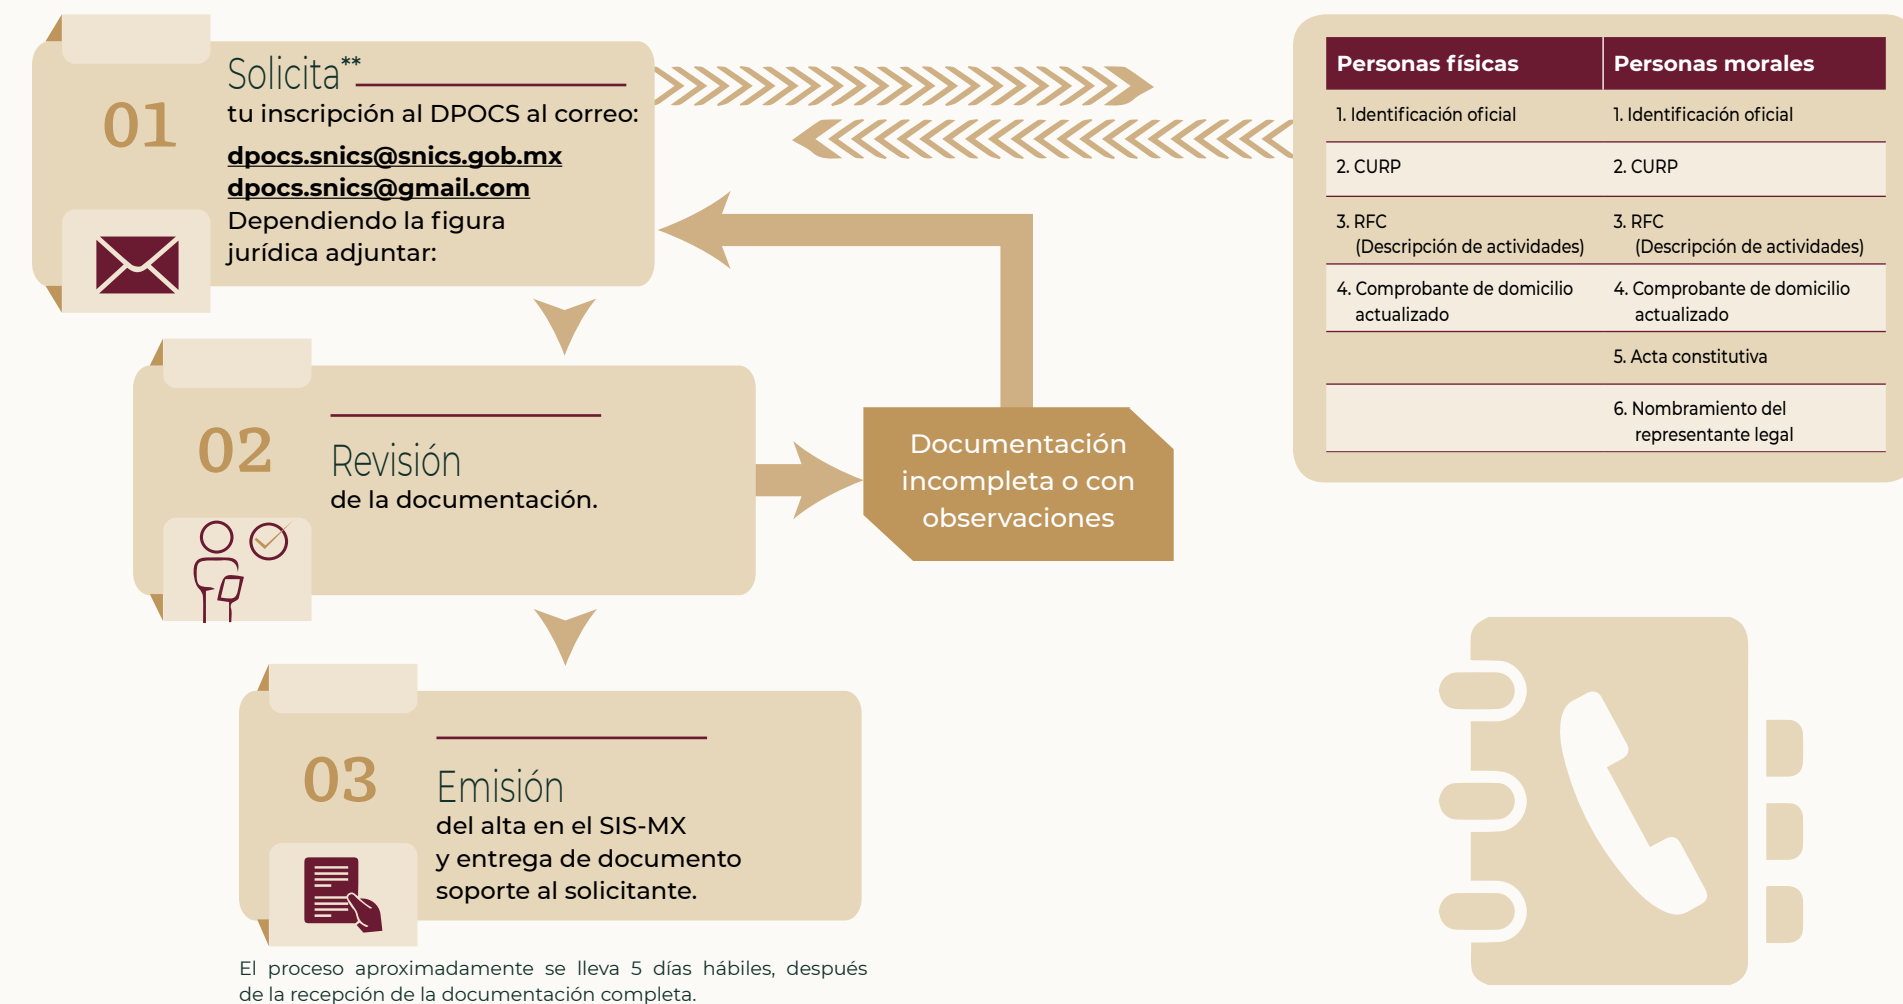 01
Solicita**
tu inscripción al DPOCS al correo:
dpocs.snics@snics.gob.mx
dpocs.snics@gmail.com
Dependiendo la figura
jurídica adjuntar:
Personas físicas
1. Identificación oficial
2. CURP
3. RFC
(Descripción de actividades)
4. Comprobante de domicilio
actualizado
Personas morales
1. Identificación oficial
2. CURP
3. RFC
(Descripción de actividades)
4. Comprobante de domicilio
actualizado
5. Acta constitutiva
6. Nombramiento del
representante legal
02
Revisión
de la documentación.
Documentación
incompleta o con
observaciones
03
Emisión
del alta en el SIS-MX
y entrega de documento
soporte al solicitante.
El proceso aproximadamente se lleva 5 días hábiles, después
de la recepción de la documentación completa.